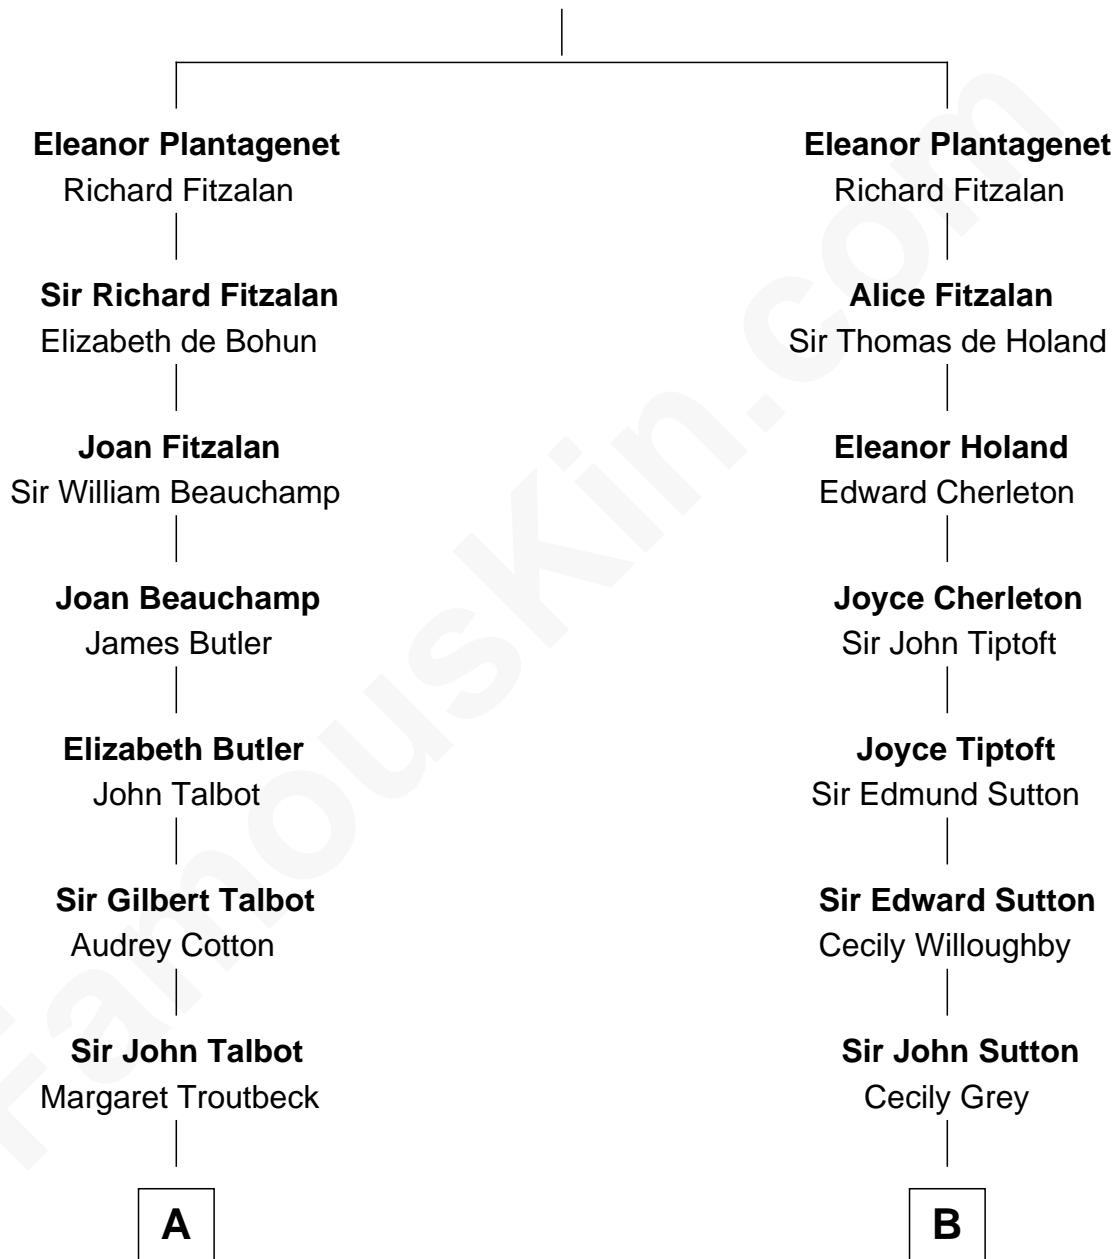 Eleanor Plantagenet
Richard Fitzalan
Sir Richard Fitzalan
Elizabeth de Bohun
Joan Fitzalan
Sir William Beauchamp
Joan Beauchamp
James Butler
Elizabeth Butler
John Talbot
Sir Gilbert Talbot
Audrey Cotton
Sir John Talbot
Margaret Troutbeck
A
Eleanor Plantagenet
Richard Fitzalan
Alice Fitzalan
Sir Thomas de Holand
Eleanor Holand
Edward Cherleton
Joyce Cherleton
Sir John Tiptoft
Joyce Tiptoft
Sir Edmund Sutton
Sir Edward Sutton
Cecily Willoughby
Sir John Sutton
Cecily Grey
B
FamousKin.com